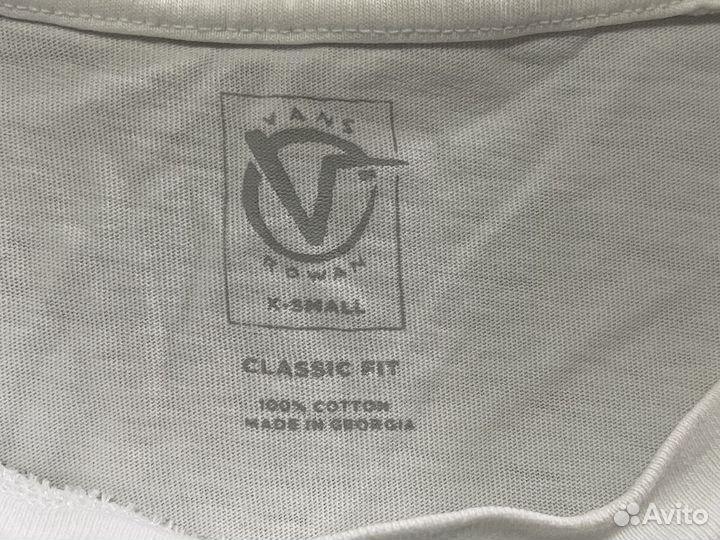 VANS
V
ROWAN
X-SMALL
CLASSIC FIT
100% COTTON
MADE IN GEORGIA
Avito